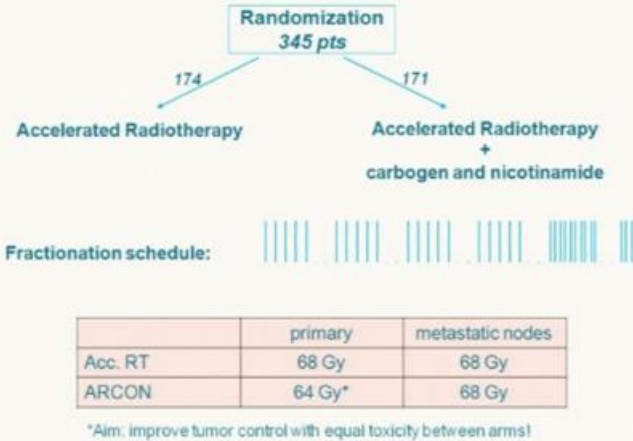 Randomization
345 pts
174
171
Accelerated Radiotherapy
Accelerated Radiotherapy
+
carbogen and nicotinamide
Fractionation schedule:
primary metastatic nodes
Acc. RT 68 Gy 68 Gy
ARCON 64 Gy* 68 Gy
*Aim: improve tumor control with equal toxicity between arms!